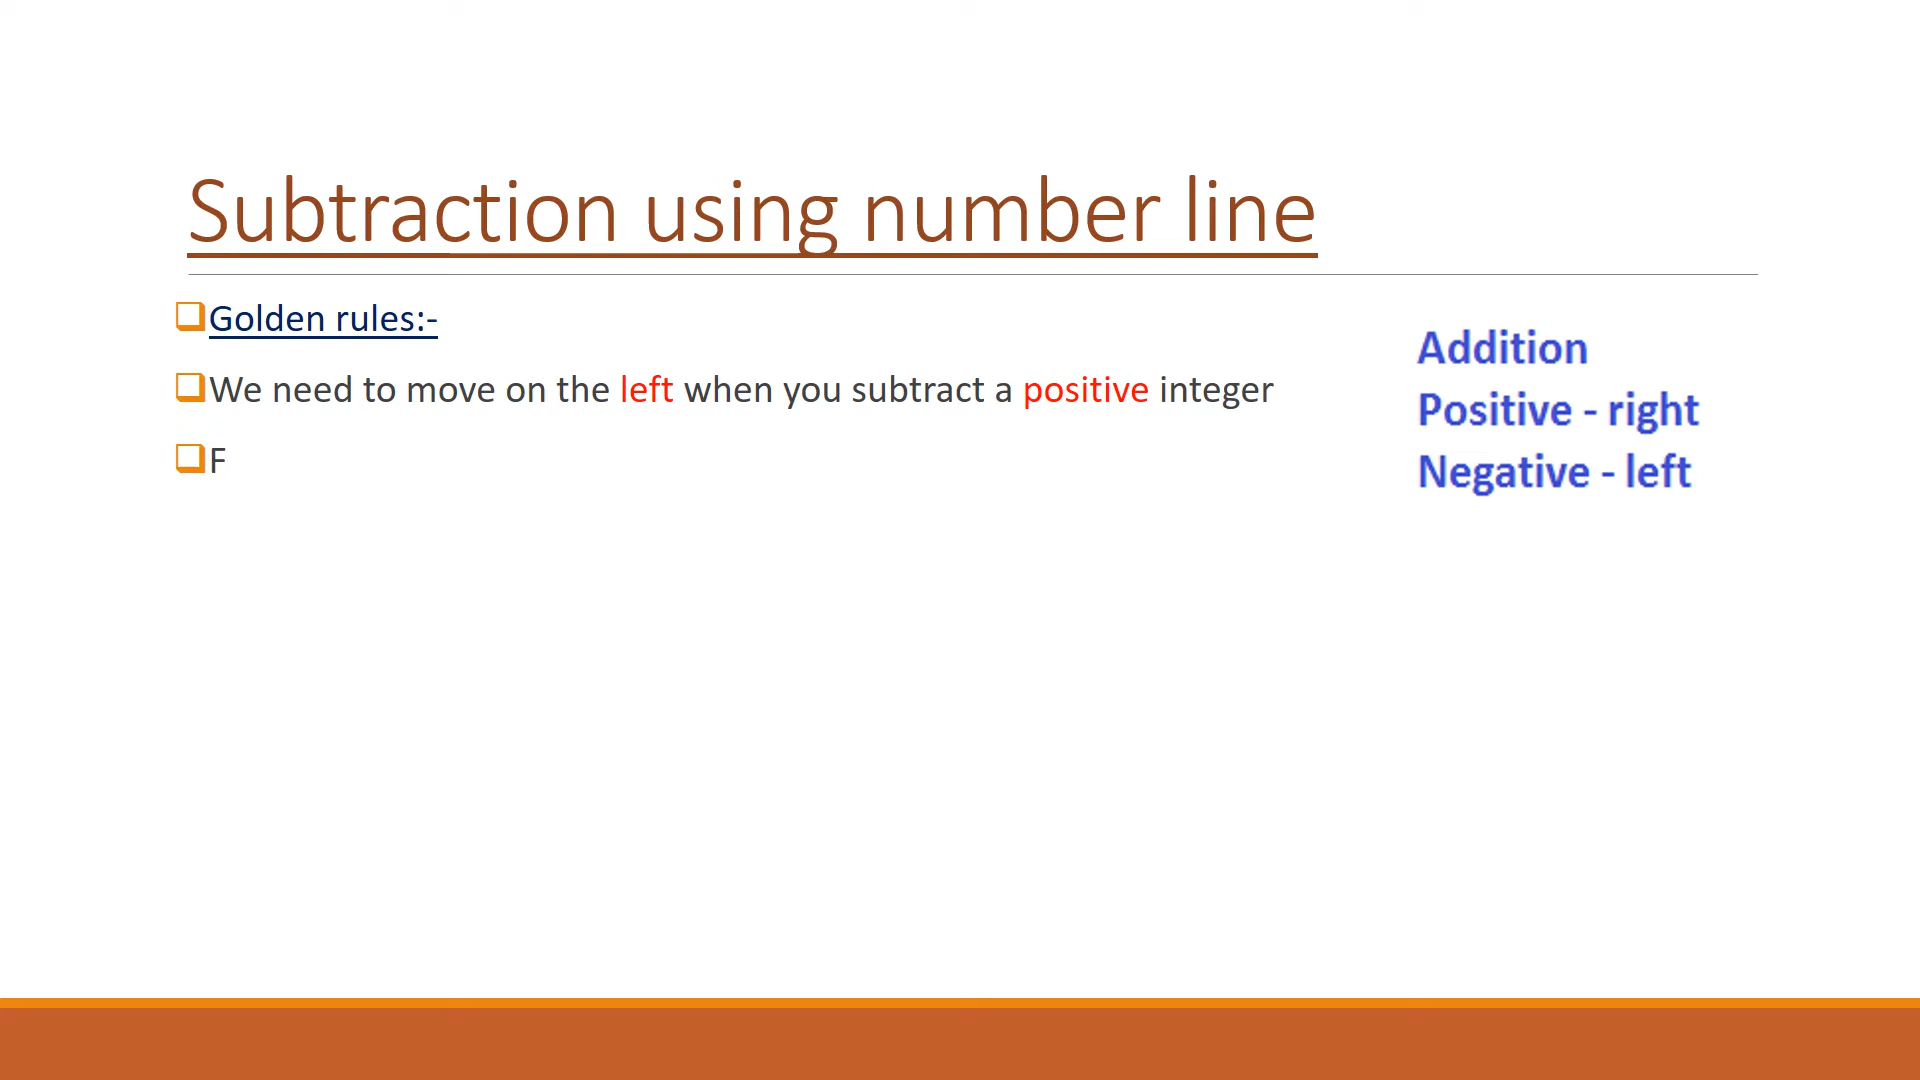 Subtraction using number line
Golden rules:-
We need to move on the left when you subtract a positive integer
F
Addition
Positive - right
Negative - left